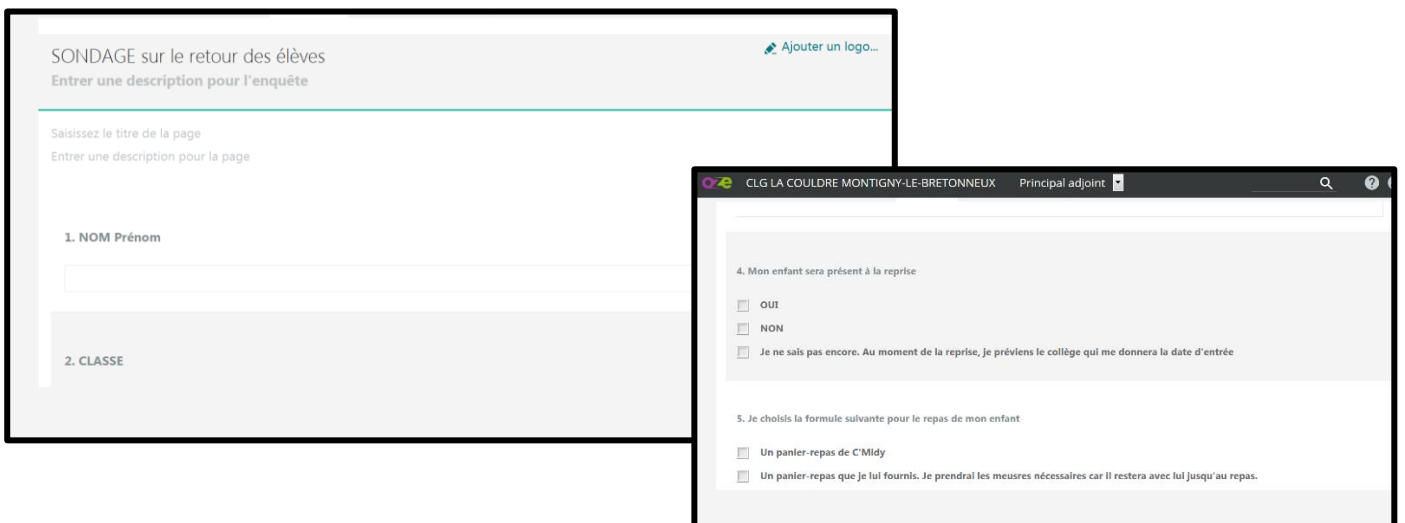 SONDAGE sur le retour des élèves
Ajouter un logo...
Entrer une description pour l'enquête
Saisissez le titre de la page
Entrer une description pour la page
1. NOM Prénom
2. CLASSE
OZE CLG LA COULDRE MONTIGNY-LE-BRETONNEUX Principal adjoint ?
4. Mon enfant sera présent à la reprise
OUI
NON
Je ne sais pas encore. Au moment de la reprise, je préviens le collège qui me donnera la date d'entrée
5. Je choisis la formule suivante pour le repas de mon enfant
Un panier-repas de C'Midy
Un panier-repas que je lui fournis. Je prendrai les meusres nécessaires car il restera avec lui jusqu'au repas.